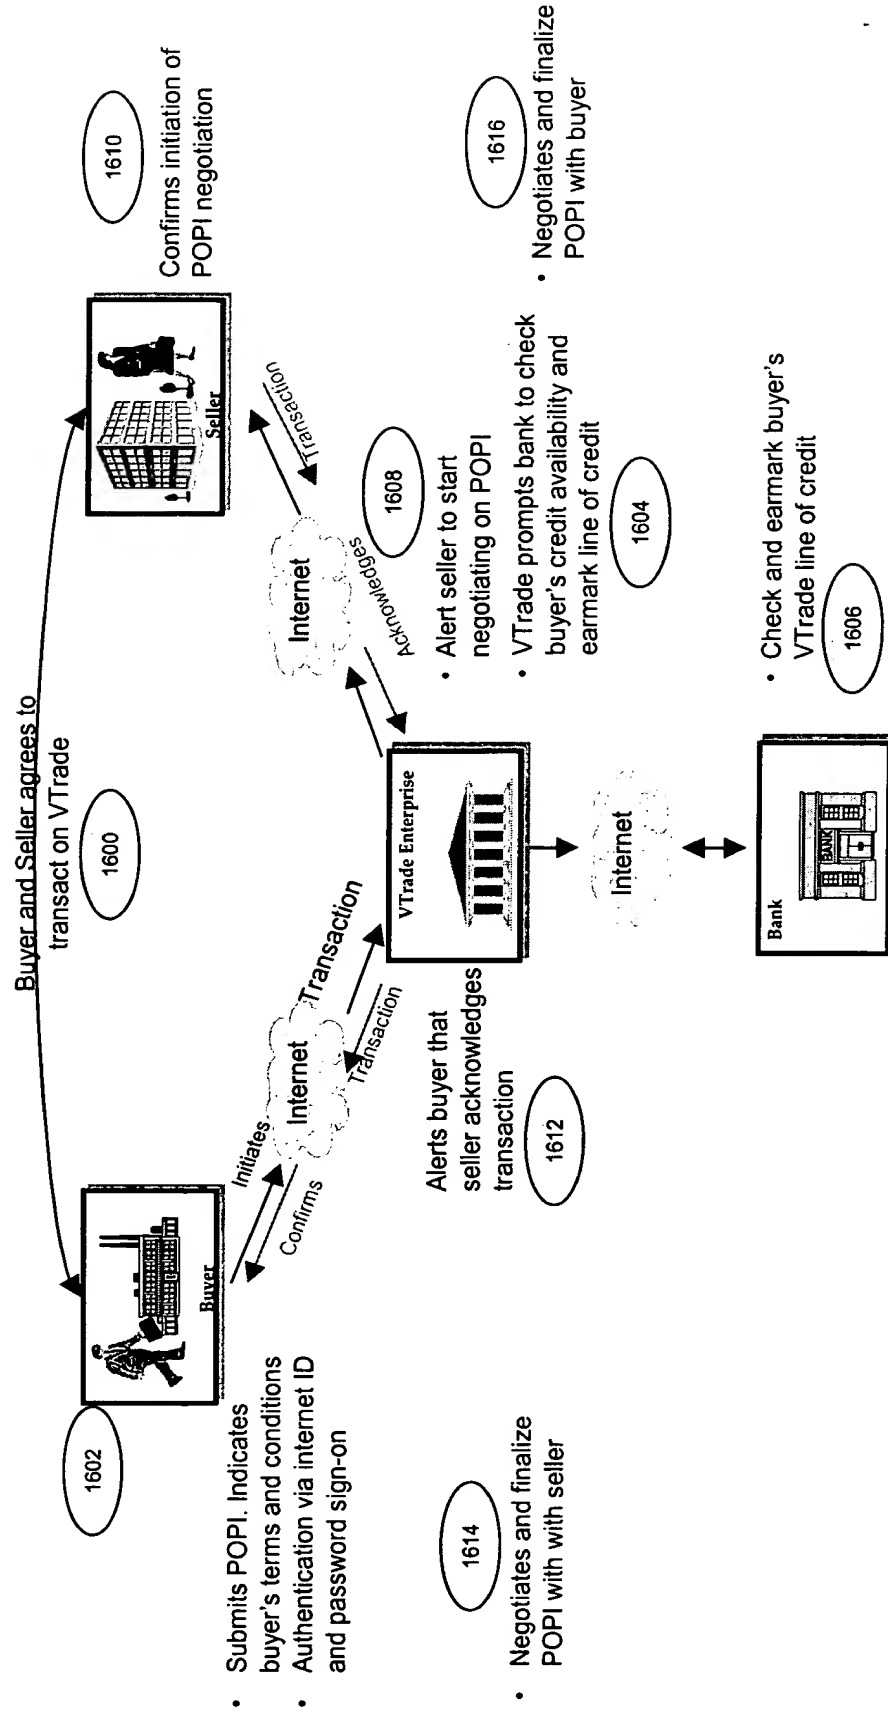 Buyer and Seller agrees to
transact on VTrade
1600
1602
Buyer
• Submits POPI. Indicates
buyer's terms and conditions
• Authentication via internet ID
and password sign-on
Initiates
Transaction
Internet
Confirms
Transaction
1610
Confirms initiation of
POPI negotiation
Seller
Transaction
Internet
Acknowledges
1608
• Alert seller to start
negotiating on POPI
• VTrade prompts bank to check
buyer's credit availability and
earmark line of credit
1604
VTrade Enterprise
Alerts buyer that
seller acknowledges
transaction
1612
1614
• Negotiates and finalize
POPI with with seller
1616
• Negotiates and finalize
POPI with buyer
Internet
Bank
BANK
• Check and earmark buyer's
VTrade line of credit
1606